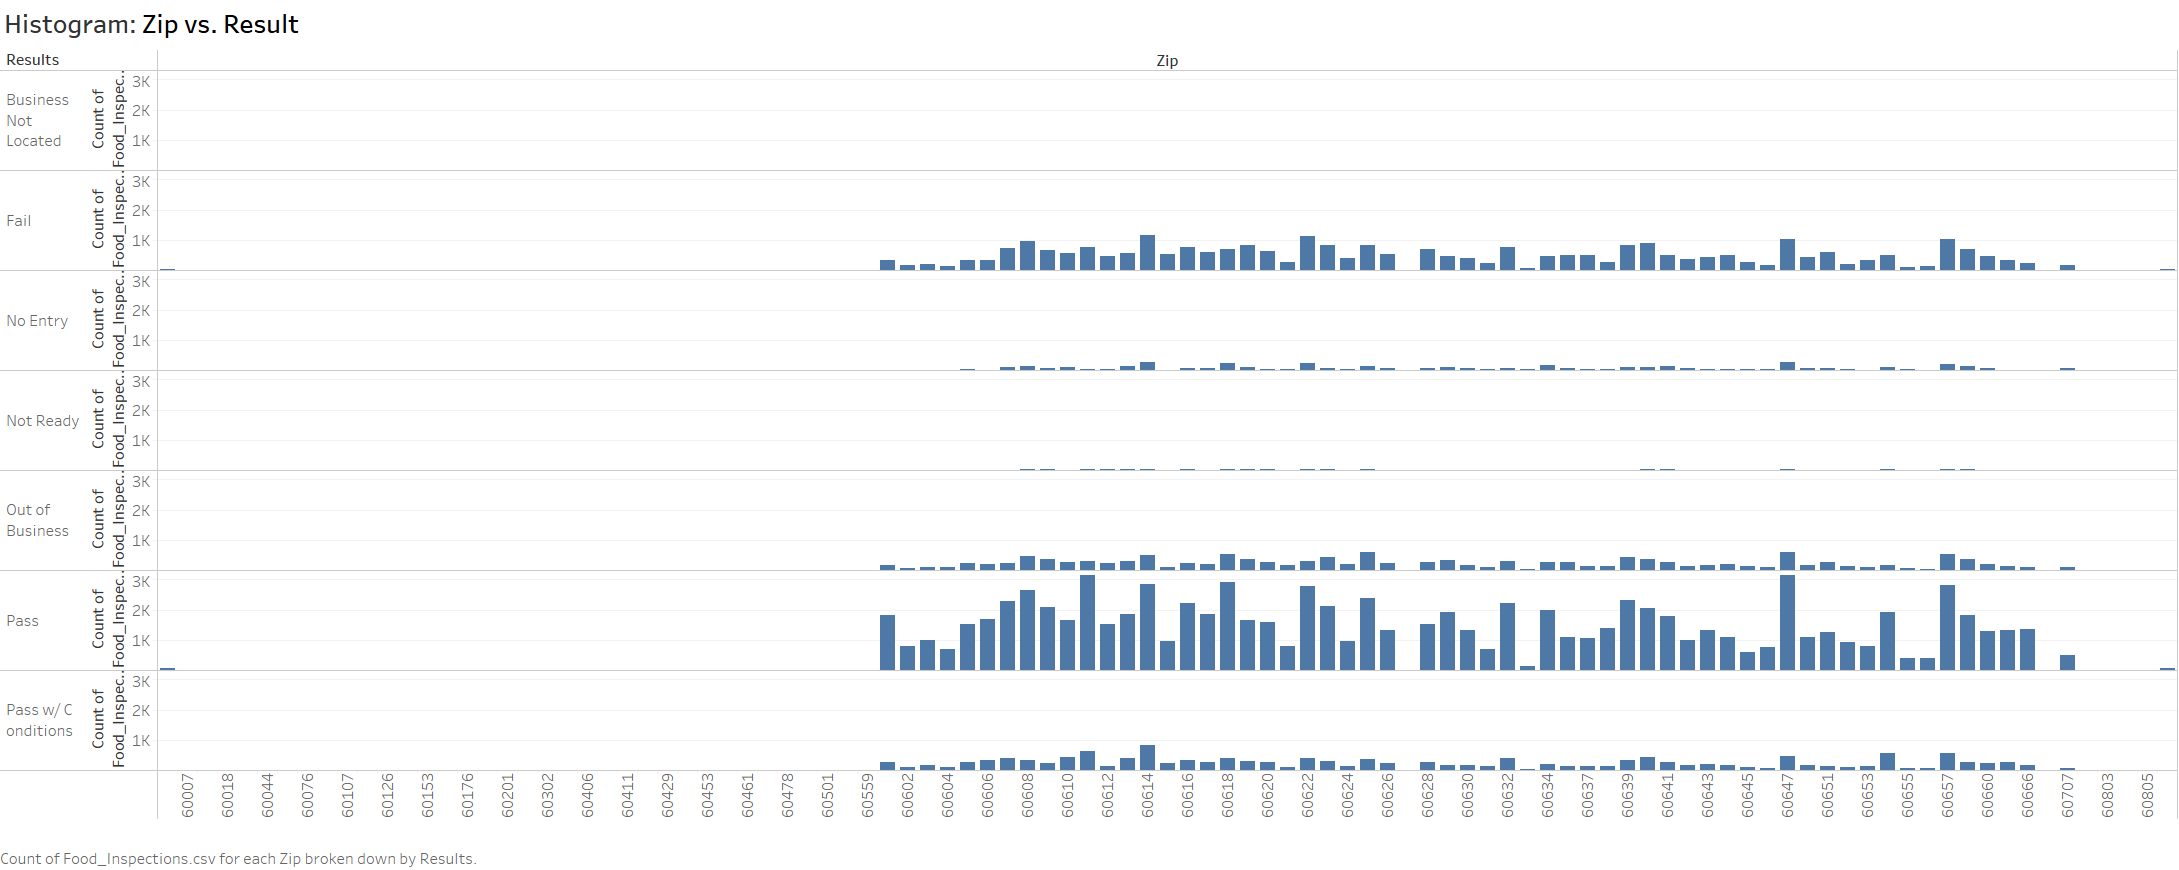 Histogram: Zip vs. Result
Results
Zip
Business
Not
Located
Count of
Food_Inspec..
3K
2K
1K
Fail
Count of
Food_Inspec..
3K
2K
1K
No Entry
Count of
Food_Inspec..
3K
2K
1K
Not Ready
Count of
Food_Inspec..
3K
2K
1K
Out of
Business
Count of
Food_Inspec..
3K
2K
1K
Pass
Count of
Food_Inspec..
3K
2K
1K
Pass w/ C
onditions
Count of
Food_Inspec..
3K
2K
1K
60007
60018
60044
60076
60107
60126
60153
60176
60201
60302
60406
60411
60429
60453
60461
60478
60501
60559
60602
60604
60606
60608
60610
60612
60614
60616
60618
60620
60622
60624
60626
60628
60630
60632
60634
60637
60639
60641
60643
60645
60647
60651
60653
60655
60657
60660
60666
60707
60803
60805
Count of Food_Inspections.csv for each Zip broken down by Results.